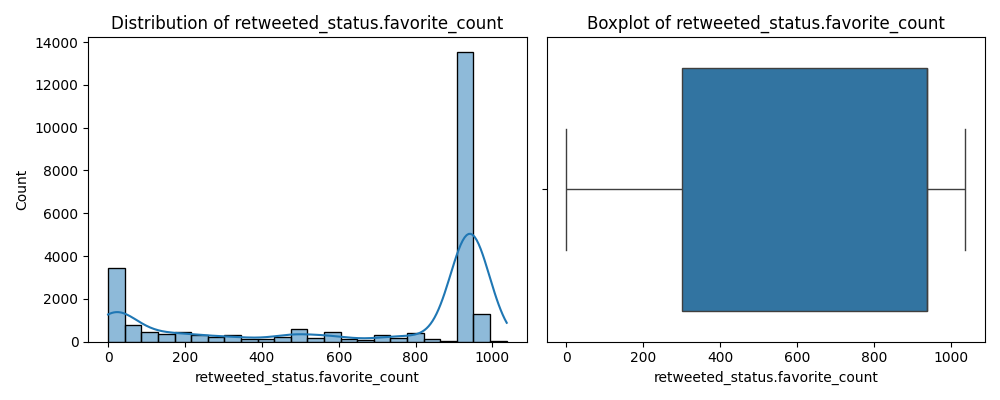 Distribution of retweeted_status.favorite_count
14000
12000
10000
8000
6000
4000
2000
0
Count
0 200 400 600 800 1000
retweeted_status.favorite_count
Boxplot of retweeted_status.favorite_count
0 200 400 600 800 1000
retweeted_status.favorite_count